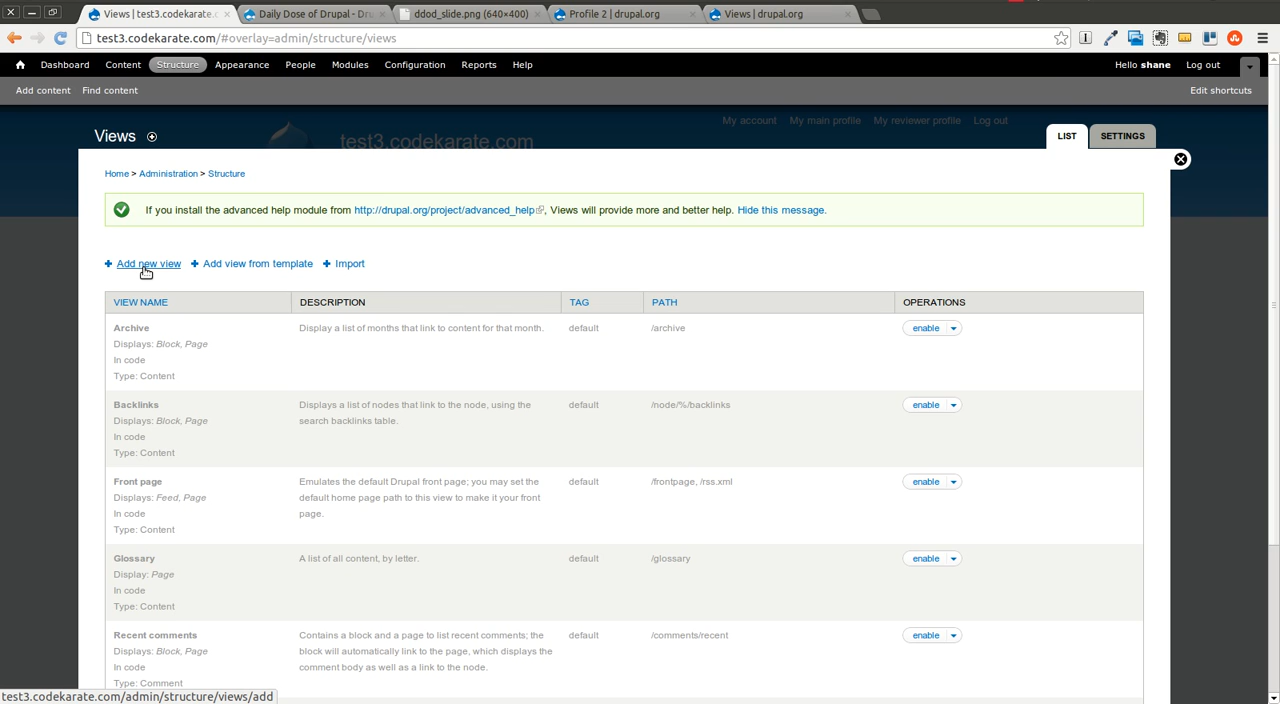 Views | test3.codekarate.
Daily Dose of Drupal - Dru
ddod_slide.png (640×400)
Profile 2 | drupal.org
Views | drupal.org
test3.codekarate.com/#overlay=admin/structure/views
Dashboard Content Structure Appearance People Modules Configuration Reports Help
Hello shane Log out
Add content Find content
Edit shortcuts
My account My main profile My reviewer profile Log out
Views
test3.codekarate.com
LIST SETTINGS
Home > Administration > Structure
If you install the advanced help module from http://drupal.org/project/advanced_help, Views will provide more and better help. Hide this message.
+ Add new view + Add view from template + Import
VIEW NAME DESCRIPTION TAG PATH OPERATIONS
Archive Display a list of months that link to content for that month. default /archive enable
Displays: Block, Page
In code
Type: Content
Backlinks Displays a list of nodes that link to the node, using the default /node/%/backlinks enable
Displays: Block, Page search backlinks table.
In code
Type: Content
Front page Emulates the default Drupal front page; you may set the default /frontpage, /rss.xml enable
Displays: Feed, Page default home page path to this view to make it your front
In code page.
Type: Content
Glossary A list of all content, by letter. default /glossary enable
Display: Page
In code
Type: Content
Recent comments Contains a block and a page to list recent comments; the default /comments/recent enable
Displays: Block, Page block will automatically link to the page, which displays the
In code comment body as well as a link to the node.
Type: Comment
test3.codekarate.com/admin/structure/views/add